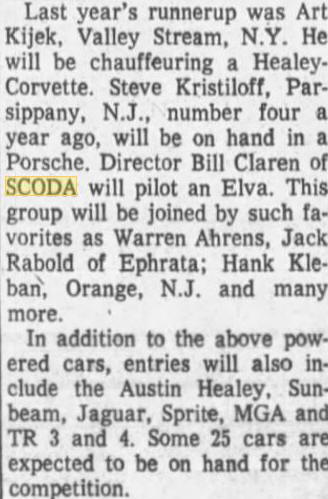 Last year's runnerup was Art
Kijek, Valley Stream, N.Y. He
will be chauffeuring a Healey-
Corvette. Steve Kristiloff, Par-
sippany, N.J., number four a
year ago, will be on hand in a
Porsche. Director Bill Claren of
SCODA will pilot an Elva. This
group will be joined by such fa-
vorites as Warren Ahrens, Jack
Rabold of Ephrata; Hank Kle-
ban, Orange, N.J. and many
more.
In addition to the above pow-
ered cars, entries will also in-
clude the Austin Healey, Sun-
beam, Jaguar, Sprite, MGA and
TR 3 and 4. Some 25 cars are
expected to be on hand for the
competition.